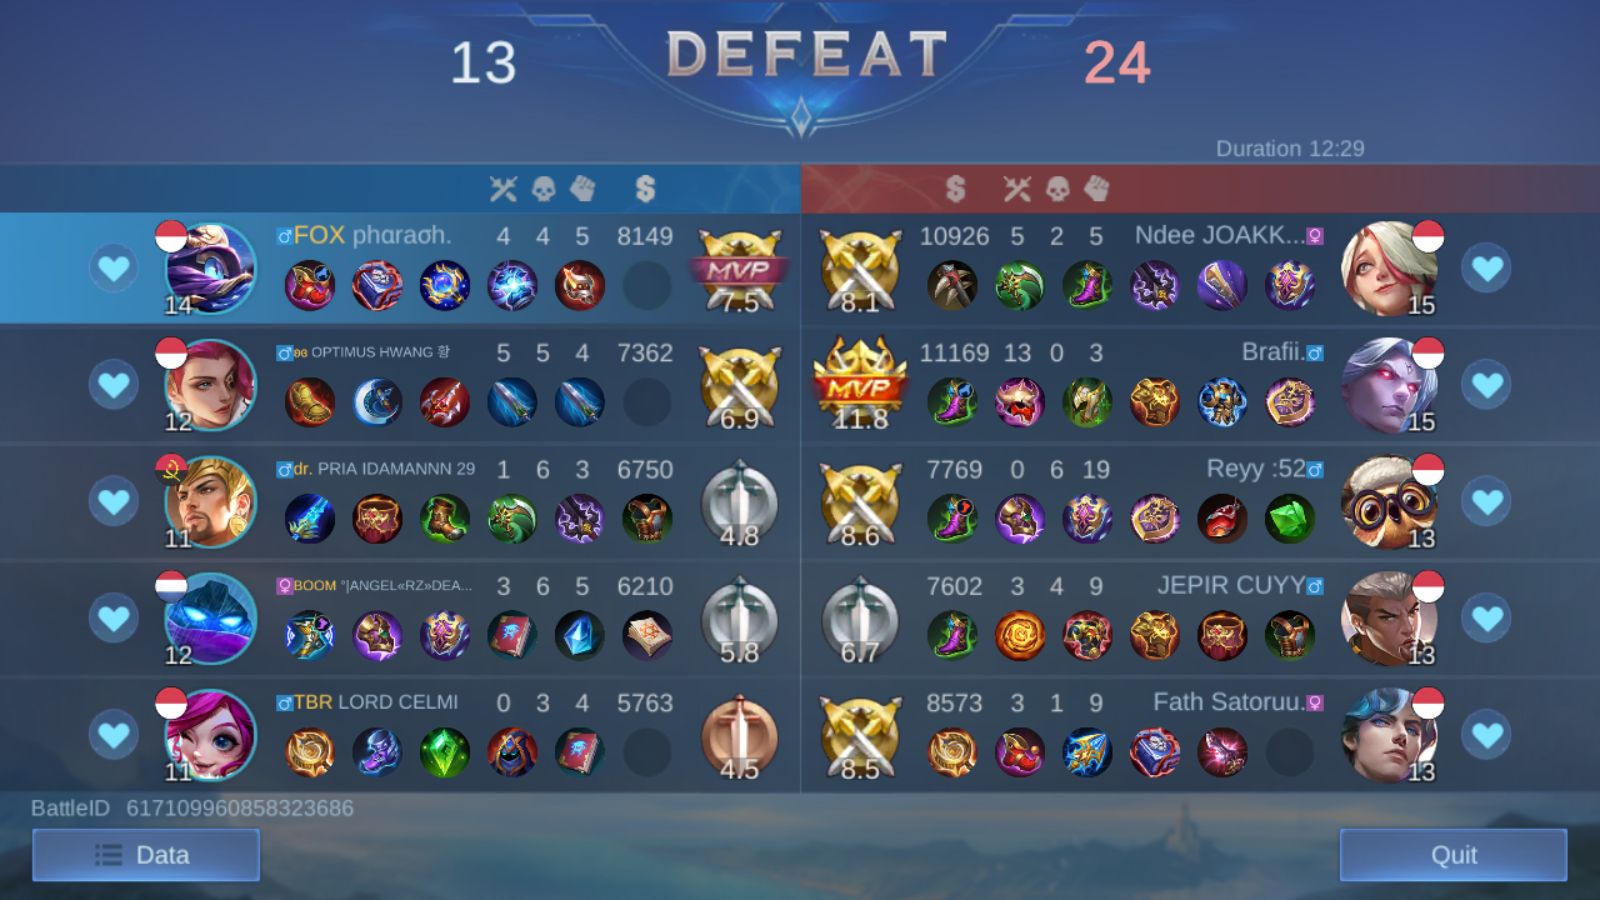 DEFEAT
13
24
Duration 12:29
FOX phαraσh. 4 4 5 8149
14
MVP
7.5
10926 5 2 5 Ndee JOAKK...
8.1
15
ʚɞ OPTIMUS HWANG 황 5 5 4 7362
12
6.9
11169 13 0 3 Brafii.
MVP
11.8
15
dr. PRIA IDAMANNN 29 1 6 3 6750
11
4.8
7769 0 6 19 Reyy :52
8.6
13
BOOM °|ANGEL«RZ»DEA... 3 6 5 6210
12
5.8
7602 3 4 9 JEPIR CUYY
6.7
13
TBR LORD CELMI 0 3 4 5763
11
4.5
8573 3 1 9 Fath Satoruu.
8.5
13
BattleID 617109960858323686
Data
Quit